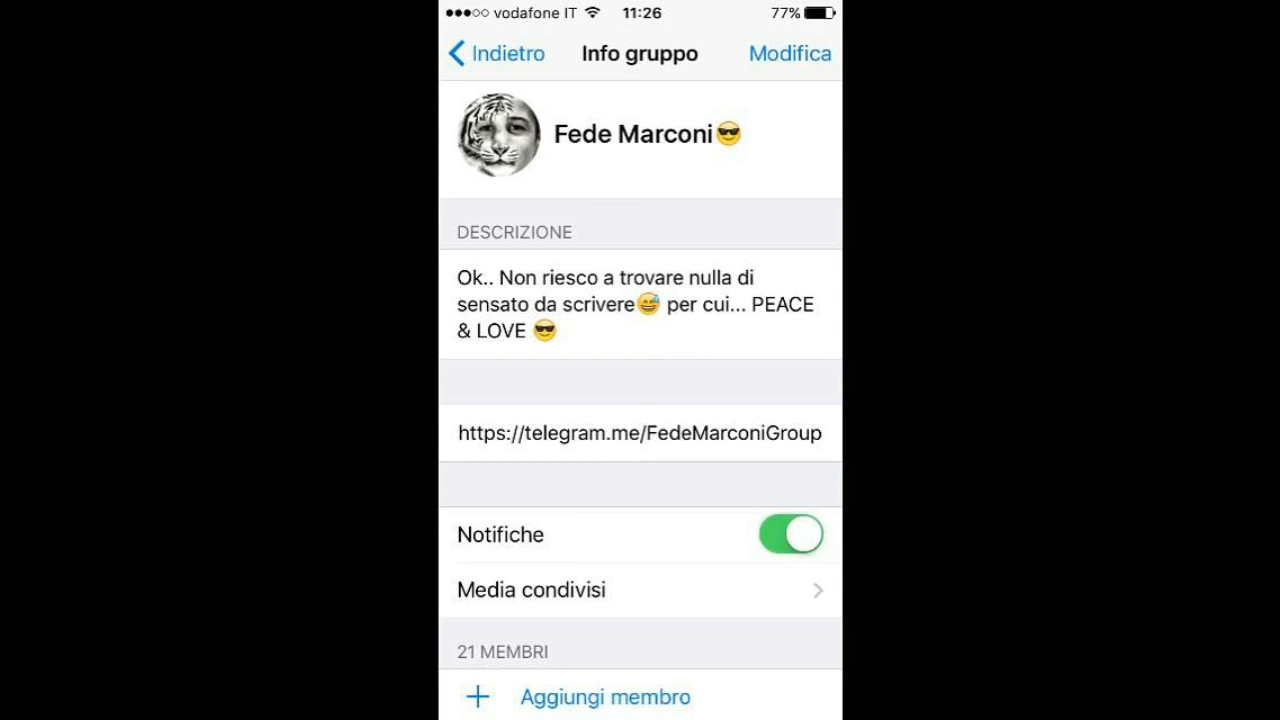 vodafone IT 11:26 77%
Indietro Info gruppo Modifica
Fede Marconi😎
DESCRIZIONE
Ok.. Non riesco a trovare nulla di
sensato da scrivere😅 per cui... PEACE
& LOVE 😎
https://telegram.me/FedeMarconiGroup
Notifiche
Media condivisi
21 MEMBRI
+ Aggiungi membro